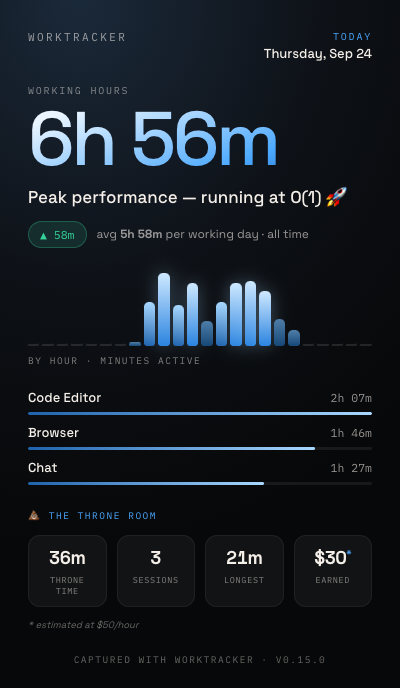 WORKTRACKER
TODAY
Thursday, Sep 24
WORKING HOURS
6h 56m
Peak performance — running at O(1) 🚀
▲ 58m
avg 5h 58m per working day · all time
BY HOUR · MINUTES ACTIVE
Code Editor 2h 07m
Browser 1h 46m
Chat 1h 27m
💩 THE THRONE ROOM
36m
THRONE
TIME
3
SESSIONS
21m
LONGEST
$30*
EARNED
* estimated at $50/hour
CAPTURED WITH WORKTRACKER · V0.15.0